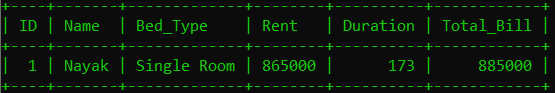 +----+-------+-------------+--------+----------+------------+
| ID | Name  | Bed_Type    | Rent   | Duration | Total_Bill |
+----+-------+-------------+--------+----------+------------+
|  1 | Nayak | Single Room | 865000 |      173 |     885000 |
+----+-------+-------------+--------+----------+------------+